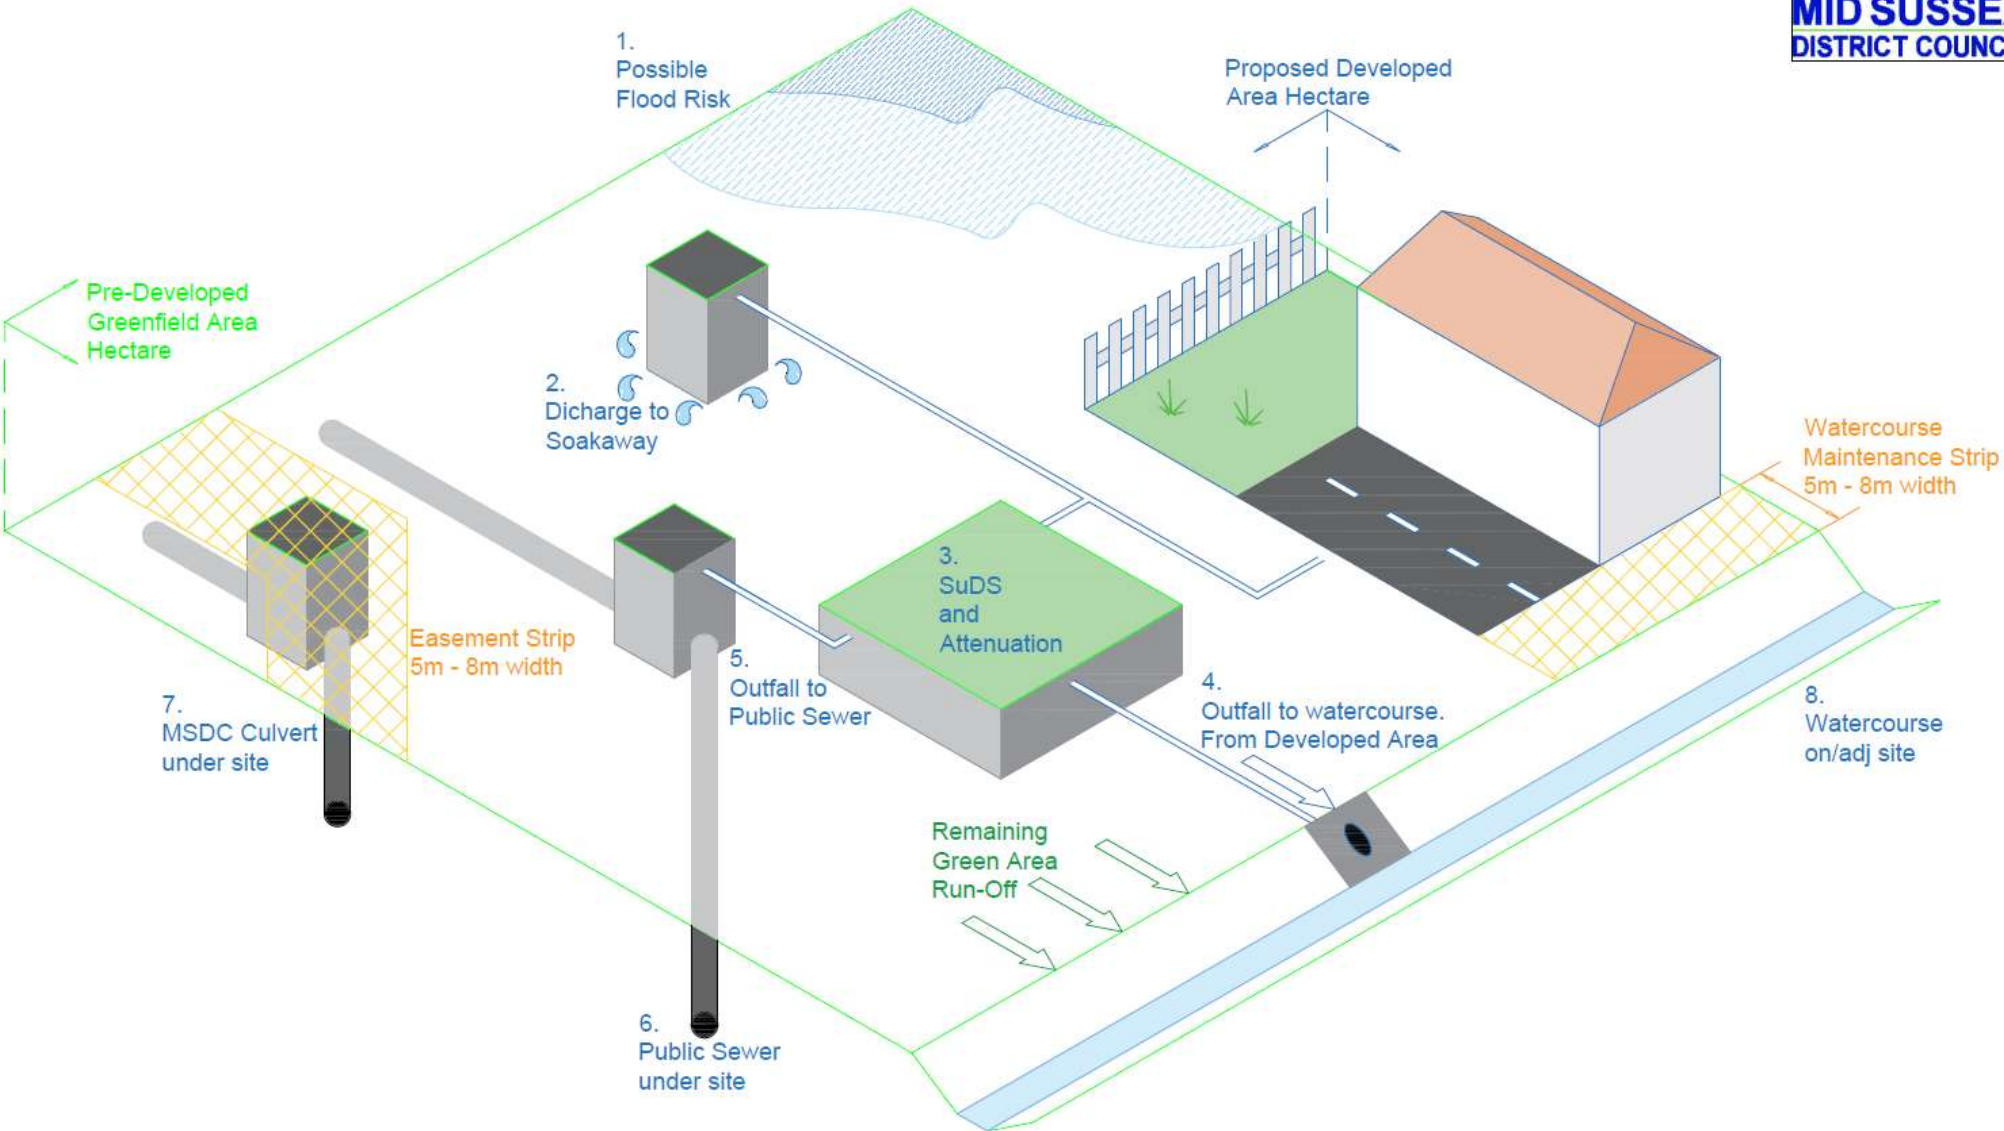 MID SUSSE
DISTRICT COUNC
1.
Possible
Flood Risk
Proposed Developed
Area Hectare
Pre-Developed
Greenfield Area
Hectare
2.
Dicharge to
Soakaway
Watercourse
Maintenance Strip
5m - 8m width
3.
SuDS
and
Attenuation
Easement Strip
5m - 8m width
5.
Outfall to
Public Sewer
4.
Outfall to watercourse.
From Developed Area
7.
MSDC Culvert
under site
8.
Watercourse
on/adj site
Remaining
Green Area
Run-Off
6.
Public Sewer
under site